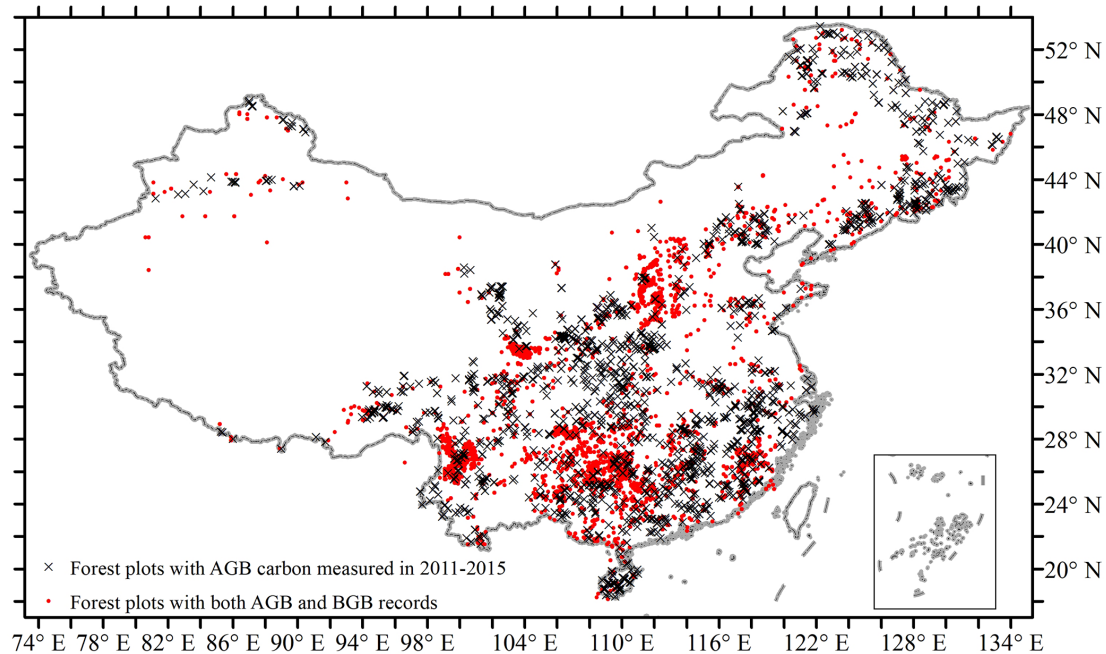 52° N
48° N
44° N
40° N
36° N
32° N
28° N
24° N
20° N
× Forest plots with AGB carbon measured in 2011-2015
• Forest plots with both AGB and BGB records
74° E 82° E 86° E 90° E 94° E 98° E 104° E 110° E 116° E 122° E 128° E 134° E